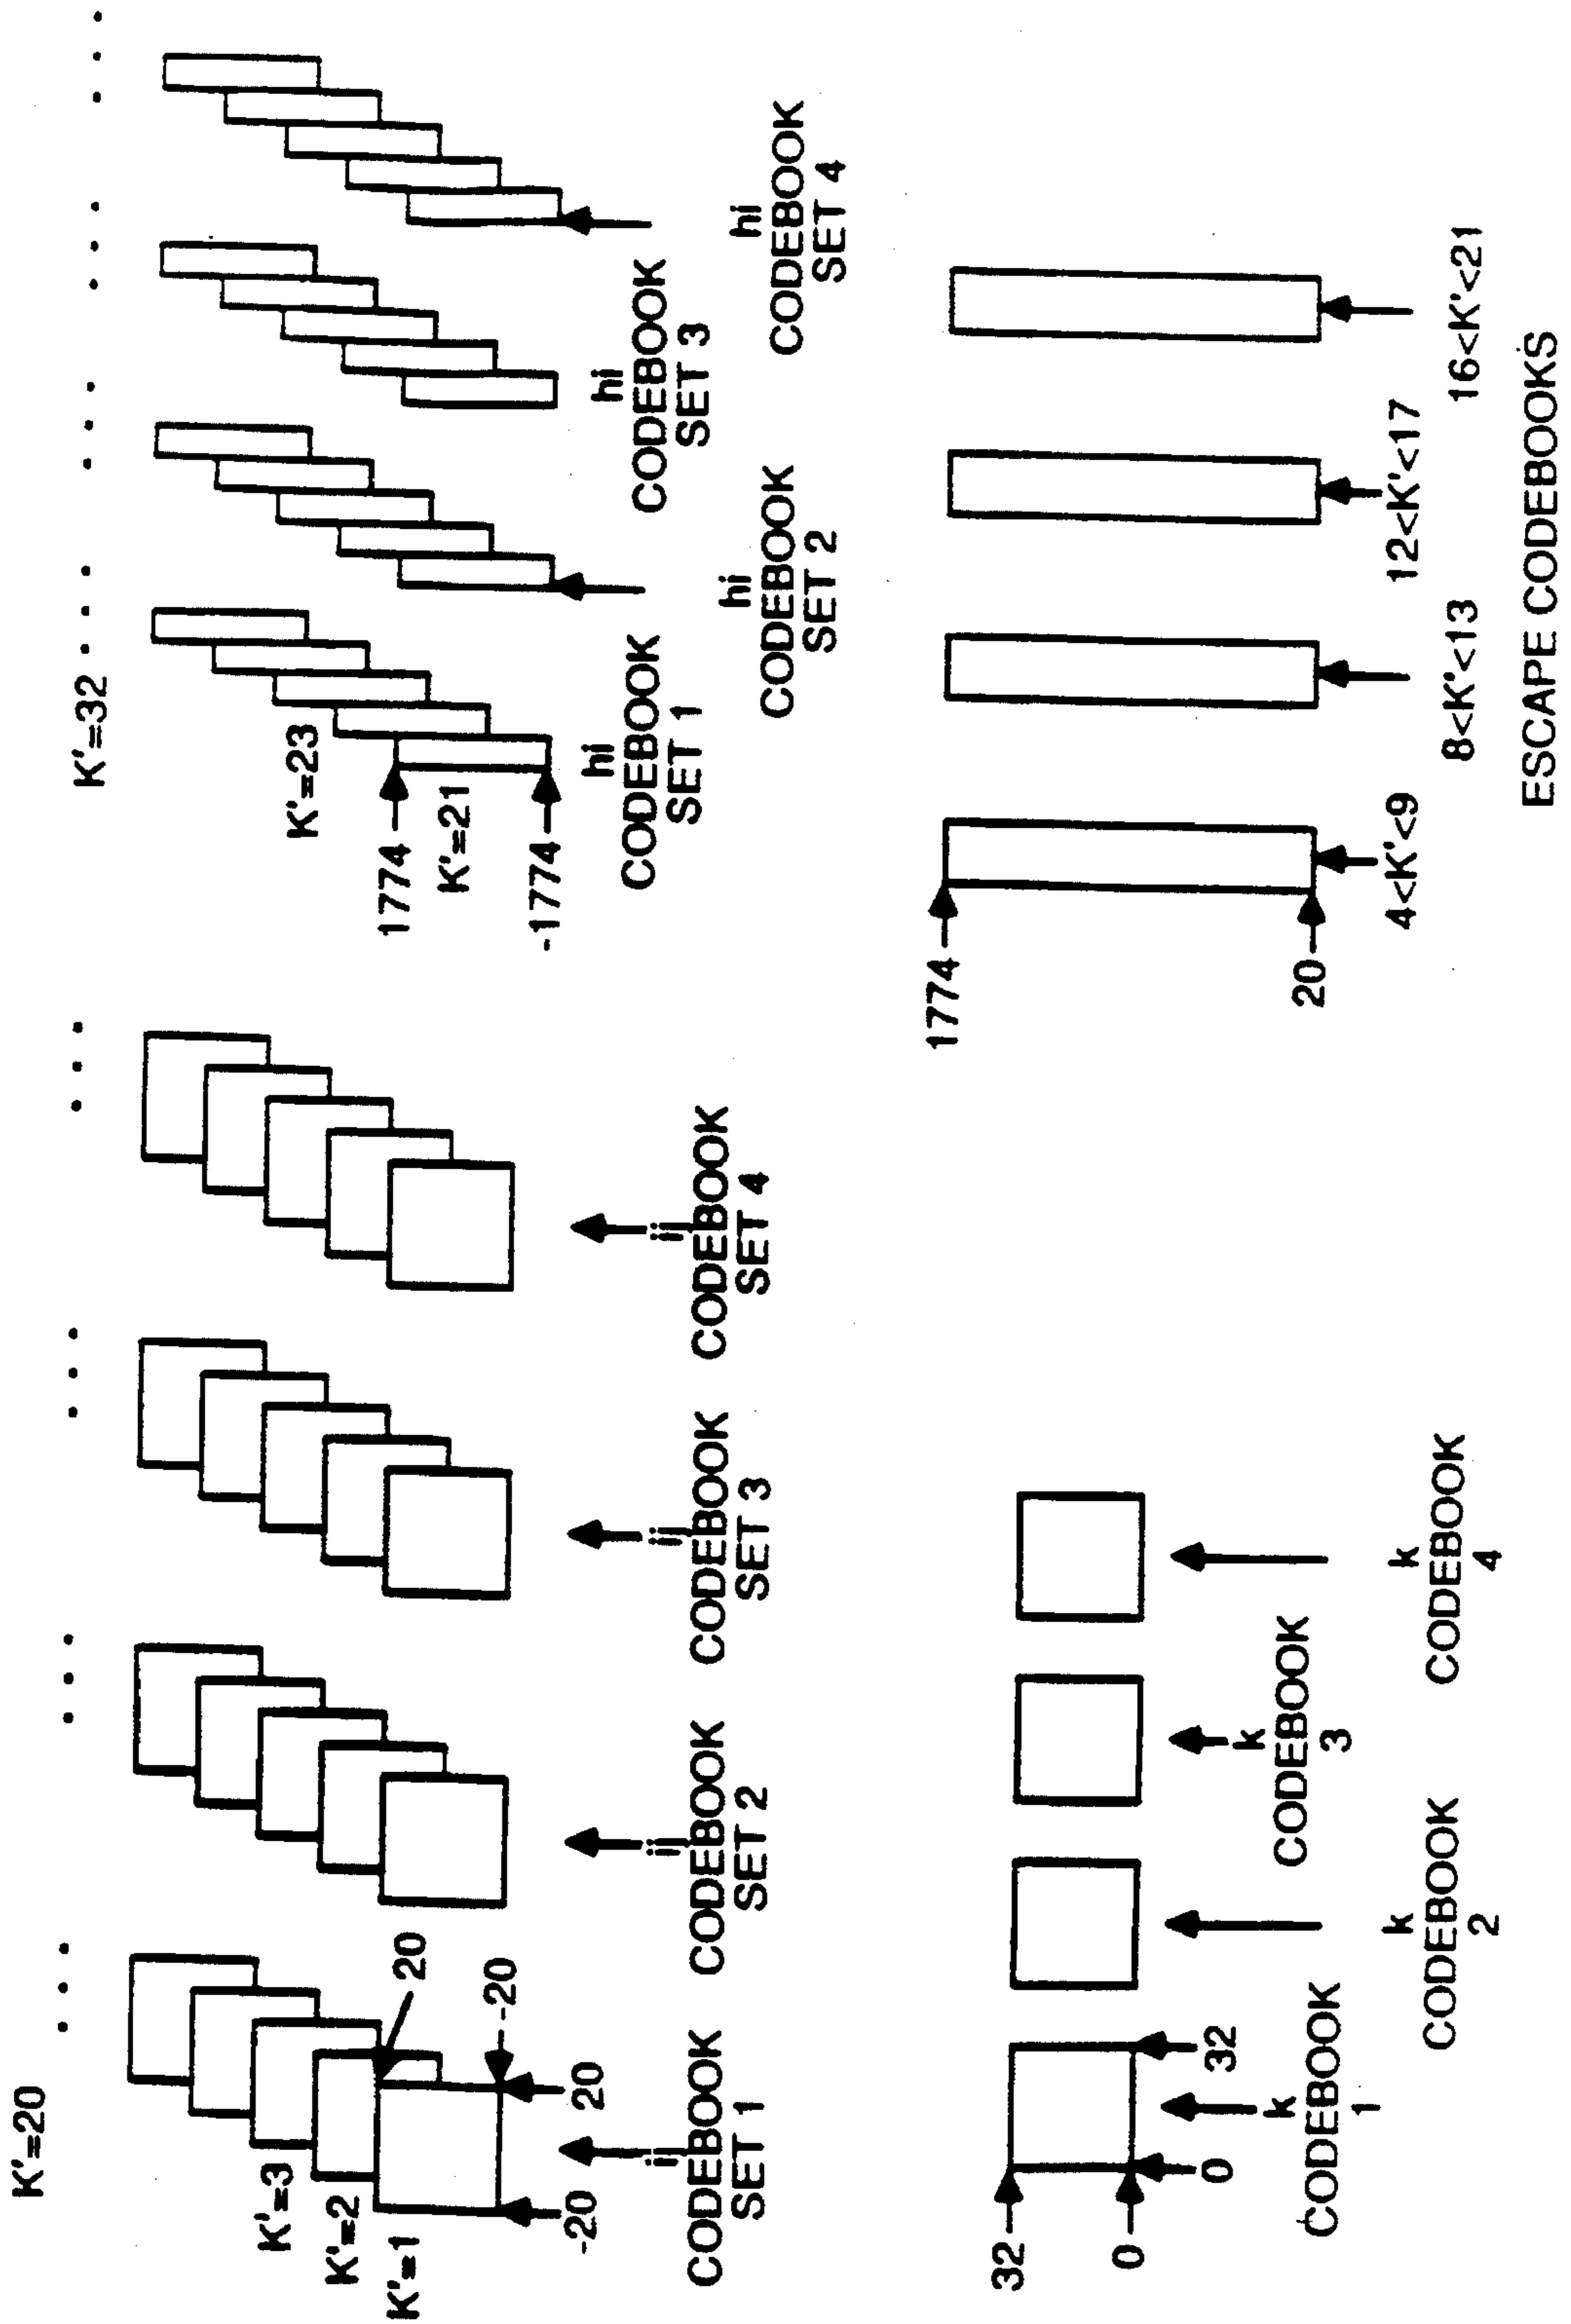 K'=20
K'=3
K'=2
K'=1
20
-20
-20
20
ij
CODEBOOK
SET 1
ij
CODEBOOK
SET 2
ij
CODEBOOK
SET 3
ij
CODEBOOK
SET 4
K'=32
K'=23
1774
K'=21
-1774
hi
CODEBOOK
SET 1
hi
CODEBOOK
SET 2
hi
CODEBOOK
SET 3
hi
CODEBOOK
SET 4
32
0
0
32
k
CODEBOOK
1
k
CODEBOOK
2
k
CODEBOOK
3
k
CODEBOOK
4
1774
20
4<K'<9
8<K'<13
12<K'<17
16<K'<21
ESCAPE CODEBOOKS